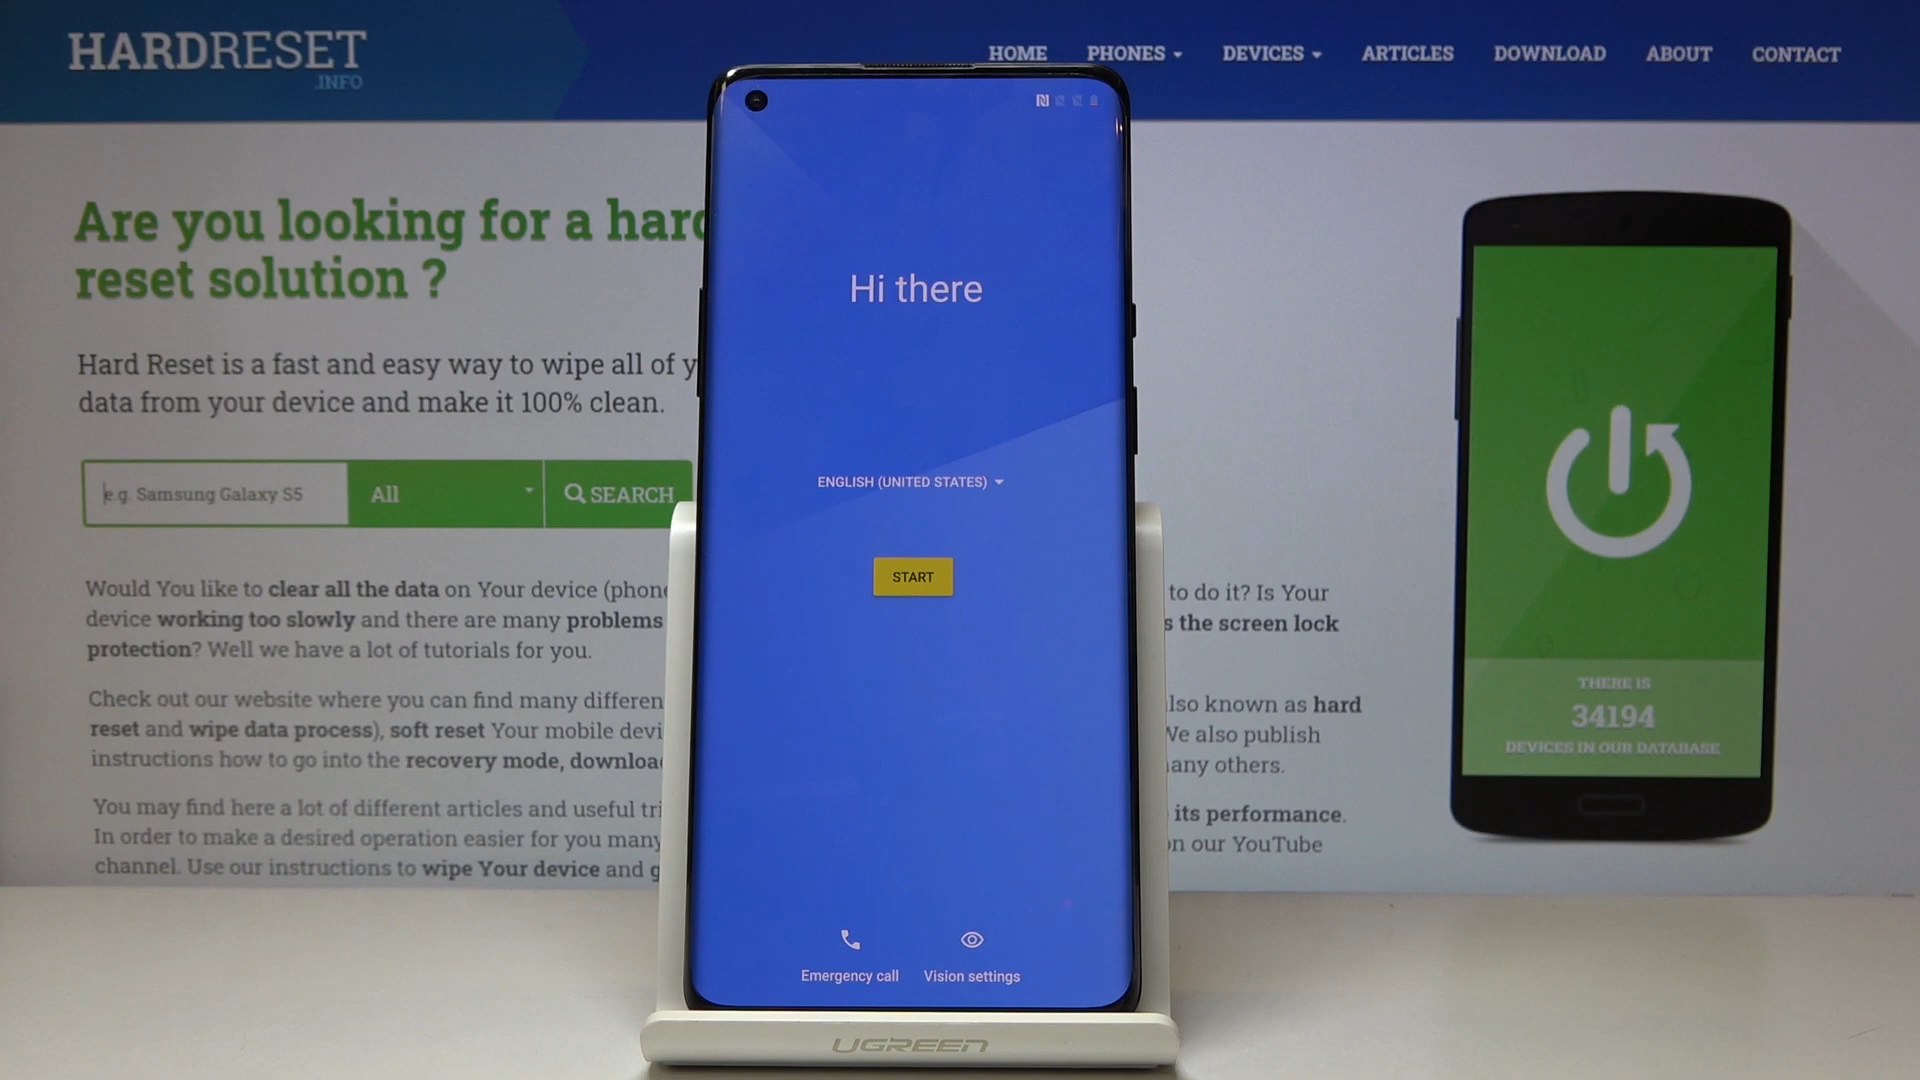 HARDRESET
.INFO
HOME PHONES DEVICES ARTICLES DOWNLOAD ABOUT CONTACT
Are you looking for a hard
reset solution ?
Hard Reset is a fast and easy way to wipe all of y
data from your device and make it 100% clean.
e.g. Samsung Galaxy S5 All SEARCH
Would You like to clear all the data on Your device (phone to do it? Is Your
device working too slowly and there are many problems s the screen lock
protection? Well we have a lot of tutorials for you.
Check out our website where you can find many differen lso known as hard
reset and wipe data process), soft reset Your mobile devi We also publish
instructions how to go into the recovery mode, downloa any others.
You may find here a lot of different articles and useful tri its performance.
In order to make a desired operation easier for you many on our YouTube
channel. Use our instructions to wipe Your device and g
Hi there
ENGLISH (UNITED STATES)
START
Emergency call Vision settings
UGREEN
THERE IS
34194
DEVICES IN OUR DATABASE